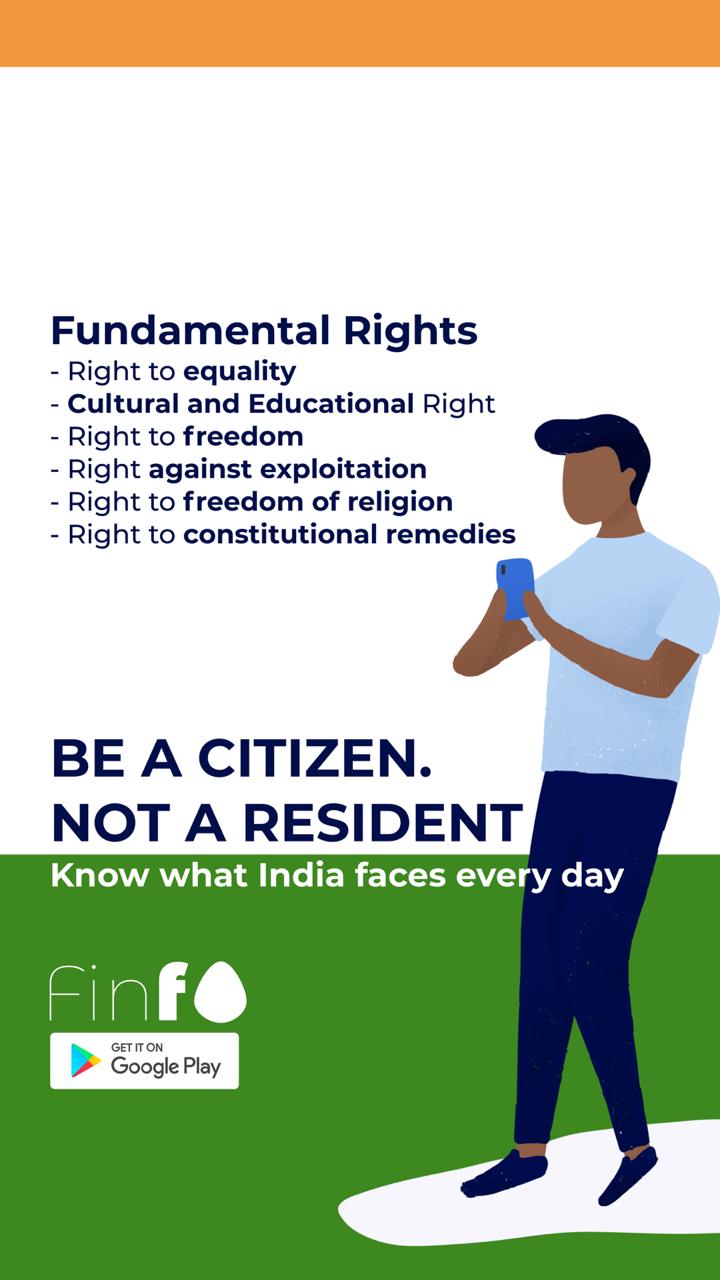 Fundamental Rights
- Right to equality
- Cultural and Educational Right
- Right to freedom
- Right against exploitation
- Right to freedom of religion
- Right to constitutional remedies
BE A CITIZEN.
NOT A RESIDENT
Know what India faces every day
Finfo
GET IT ON
Google Play